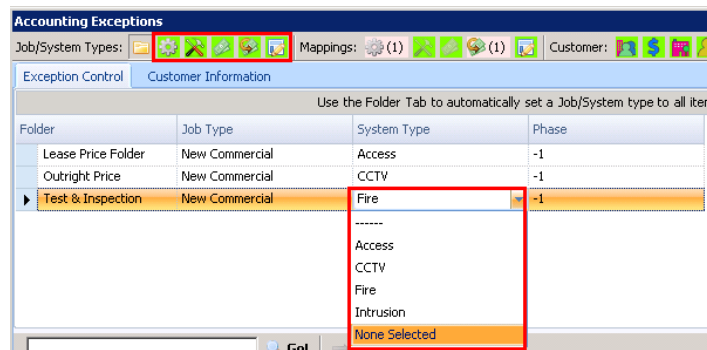 Accounting Exceptions
Job/System Types: Mappings: (1) (1) Customer:
Exception Control Customer Information
Use the Folder Tab to automatically set a Job/System type to all
Folder Job Type System Type Phase
Lease Price Folder New Commercial Access -1
Outright Price New Commercial CCTV -1
Test & Inspection New Commercial Fire -1
------
Access
CCTV
Fire
Intrusion
None Selected
Go!